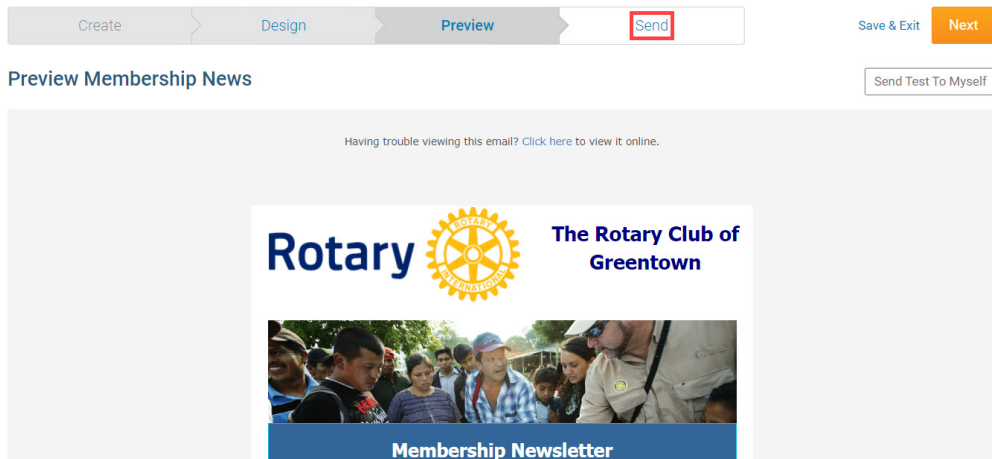 Create Design Preview Send Save & Exit Next
Preview Membership News
Send Test To Myself
Having trouble viewing this email? Click here to view it online.
Rotary
ROTARY
INTERNATIONAL
The Rotary Club of
Greentown
Membership Newsletter